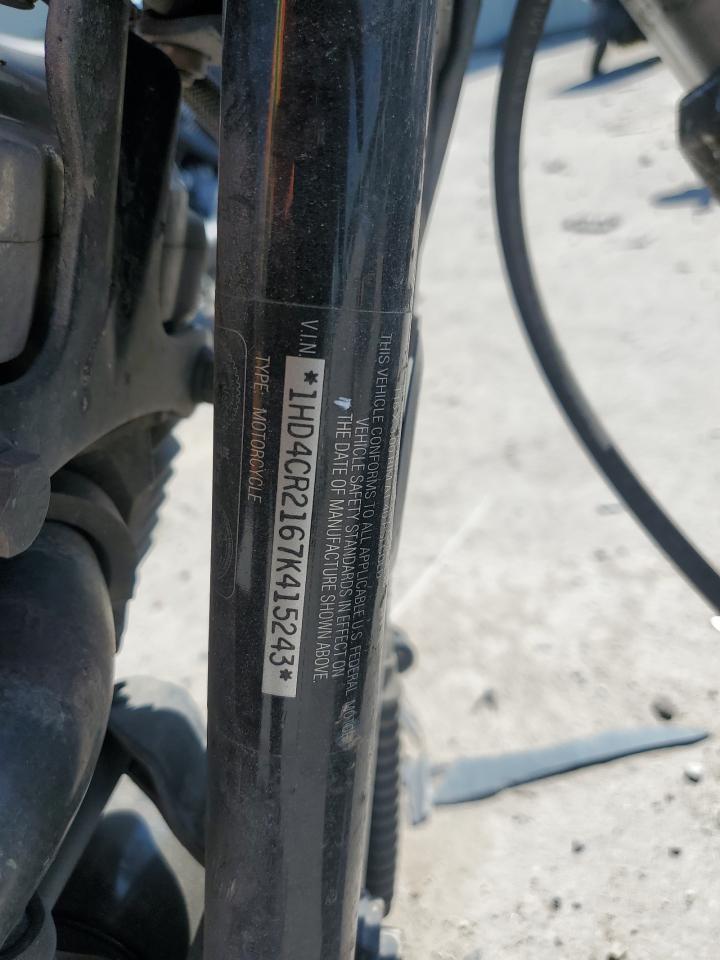 THIS VEHICLE CONFORMS TO ALL APPLICABLE U.S. FEDERAL MOTOR
VEHICLE SAFETY STANDARDS IN EFFECT ON
THE DATE OF MANUFACTURE SHOWN ABOVE.
V.I.N. *1HD4CR2167K415243*
TYPE: MOTORCYCLE